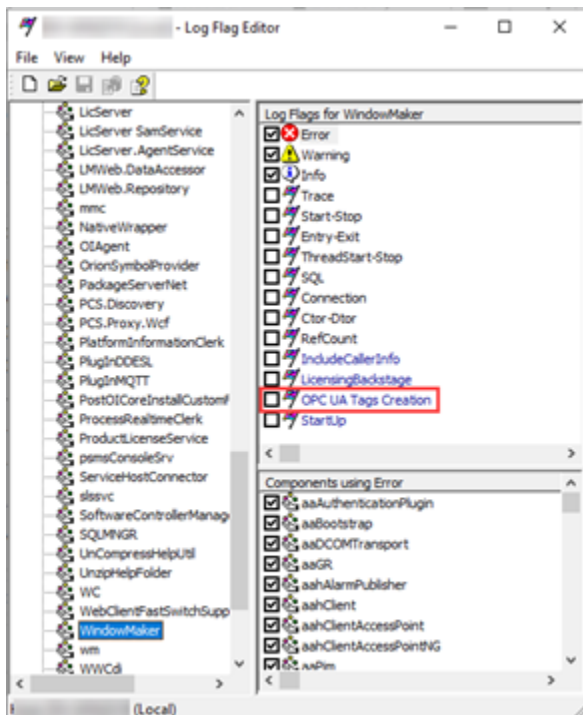 - Log Flag Editor
File View Help
LicServer
LicServer SamService
LicServer.AgentService
LMWeb.DataAccessor
LMWeb.Repository
mmc
NativeWrapper
OIAgent
OrionSymbolProvider
PackageServerNet
PCS.Discovery
PCS.Proxy.Wcf
PlatformInformationClerk
PlugInDDESL
PlugInMQTT
PostOICoreInstallCustom
ProcessRealtimeClerk
ProductLicenseService
psmsConsoleSrv
ServiceHostConnector
slssvc
SoftwareControllerManag
SQLMNGR
UnCompressHelpUtil
UnzipHelpFolder
WC
WebClientFastSwitchSupp
WindowMaker
wm
WWCdi
Log Flags for WindowMaker
Error
Warning
Info
Trace
Start-Stop
Entry-Exit
ThreadStart-Stop
SQL
Connection
Ctor-Dtor
RefCount
IncludeCallerInfo
LicensingBackstage
OPC UA Tags Creation
StartUp
Components using Error
aaAuthenticationPlugin
aaBootstrap
aaDCOMTransport
aaGR
aahAlarmPublisher
aahClient
aahClientAccessPoint
aahClientAccessPointNG
aaPim
(Local)